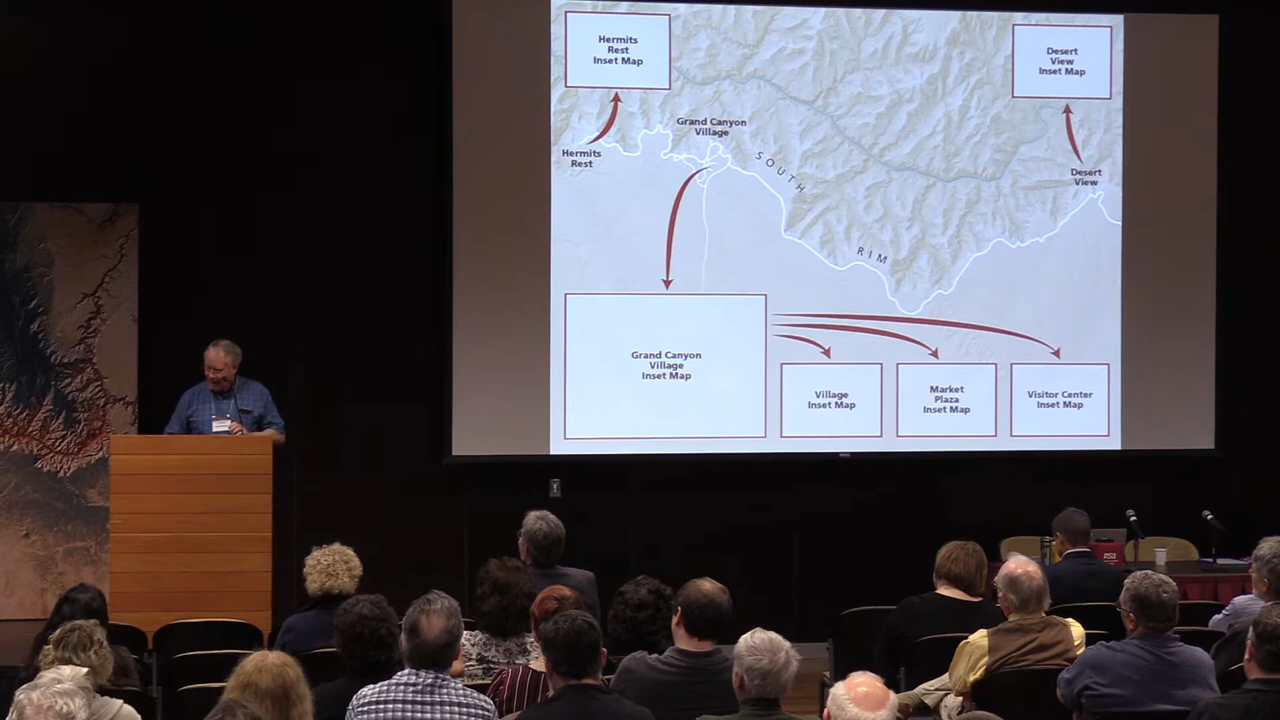 Hermits
Rest
Inset Map
Desert
View
Inset Map
Grand Canyon
Village
Hermits
Rest
SOUTH
Desert
View
RIM
Grand Canyon
Village
Inset Map
Village
Inset Map
Market
Plaza
Inset Map
Visitor Center
Inset Map
ASU